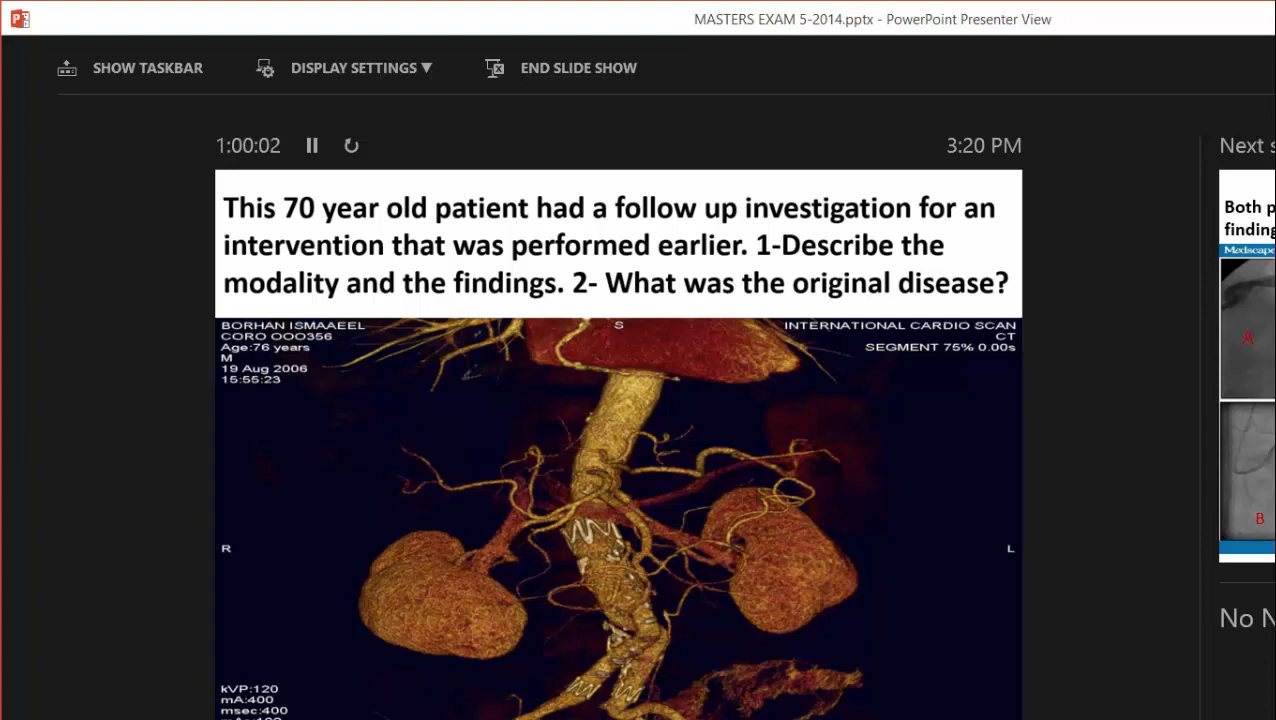 MASTERS EXAM 5-2014.pptx - PowerPoint Presenter View
SHOW TASKBAR
DISPLAY SETTINGS ▼
END SLIDE SHOW
1:00:02
3:20 PM
Next s
This 70 year old patient had a follow up investigation for an
intervention that was performed earlier. 1-Describe the
modality and the findings. 2- What was the original disease?
BORHAN ISMAAEEL
CORO OOO356
Age:76 years
M
19 Aug 2006
15:55:23
S
INTERNATIONAL CARDIO SCAN
CT
SEGMENT 75% 0.00s
R
L
kVP:120
mA:400
msec:400
Both p
finding
Medscape
A
B
No N